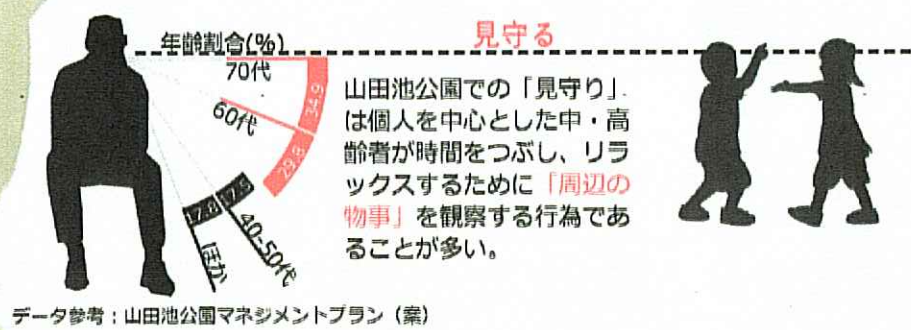 見守る
年齢割合(%)
70代
34.9
60代
29.8
17.5
40-50代
17.8
ほか
山田池公園での「見守り」
は個人を中心とした中・高
齢者が時間をつぶし、リラ
ックスするために「周辺の
物事」を観察する行為であ
ることが多い。
データ参考：山田池公園マネジメントプラン（案）